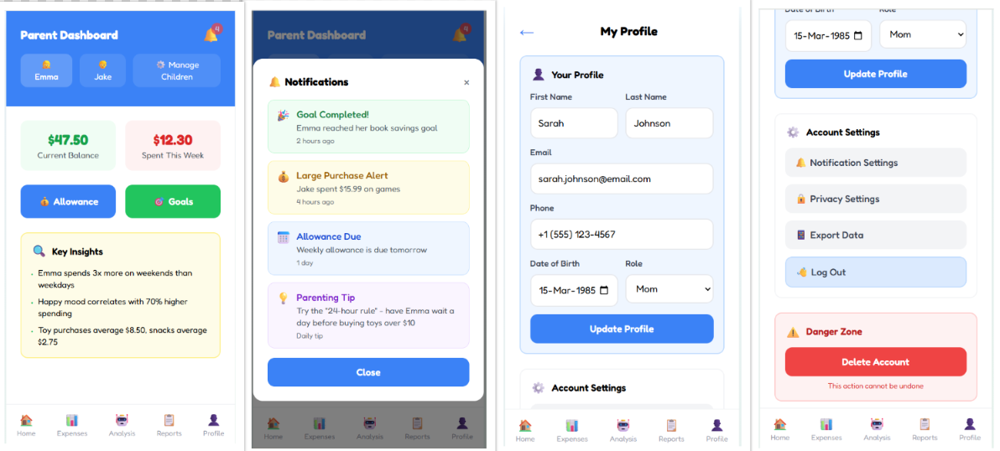 Parent Dashboard
4
Emma
Jake
Manage
Children
$47.50
Current Balance
$12.30
Spent This Week
Allowance
Goals
Key Insights
• Emma spends 3x more on weekends than
weekdays
• Happy mood correlates with 70% higher
spending
• Toy purchases average $8.50, snacks average
$2.75
Home
Expenses
Analysis
Reports
Profile
Parent Dashboard
4
Notifications
×
Goal Completed!
Emma reached her book savings goal
2 hours ago
Large Purchase Alert
Jake spent $15.99 on games
4 hours ago
Allowance Due
Weekly allowance is due tomorrow
1 day
Parenting Tip
Try the "24-hour rule" - have Emma wait a
day before buying toys over $10
Daily tip
Close
Home
Expenses
Analysis
Reports
Profile
←
My Profile
Your Profile
First Name
Last Name
Sarah
Johnson
Email
sarah.johnson@email.com
Phone
+1 (555) 123-4567
Date of Birth
Role
15-Mar-1985
Mom
Update Profile
Account Settings
Home
Expenses
Analysis
Reports
Profile
Date of Birth
Role
15-Mar-1985
Mom
Update Profile
Account Settings
Notification Settings
Privacy Settings
Export Data
Log Out
Danger Zone
Delete Account
This action cannot be undone
Home
Expenses
Analysis
Reports
Profile